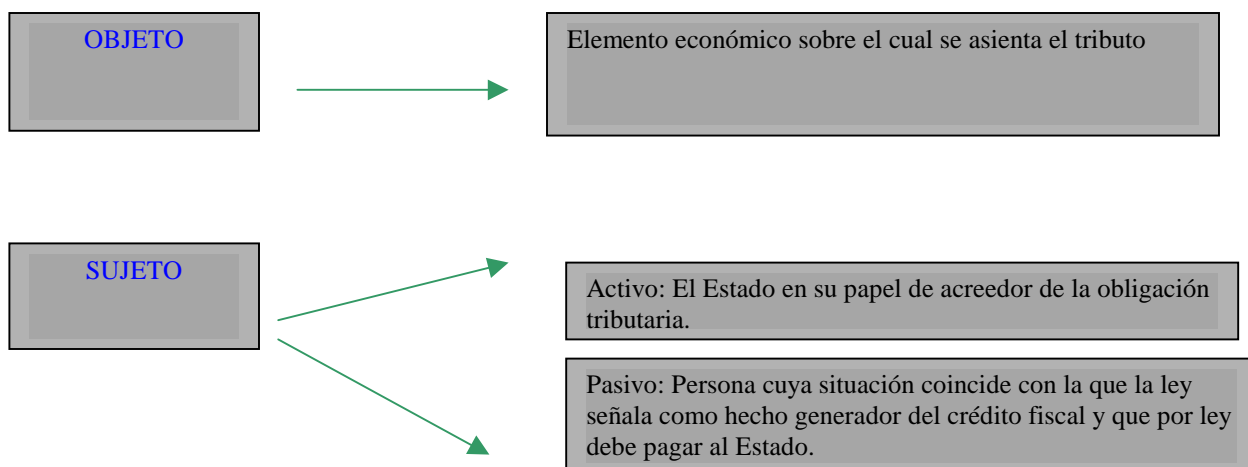 OBJETO
Elemento económico sobre el cual se asienta el tributo
SUJETO
Activo: El Estado en su papel de acreedor de la obligación
tributaria.
Pasivo: Persona cuya situación coincide con la que la ley
señala como hecho generador del crédito fiscal y que por ley
debe pagar al Estado.